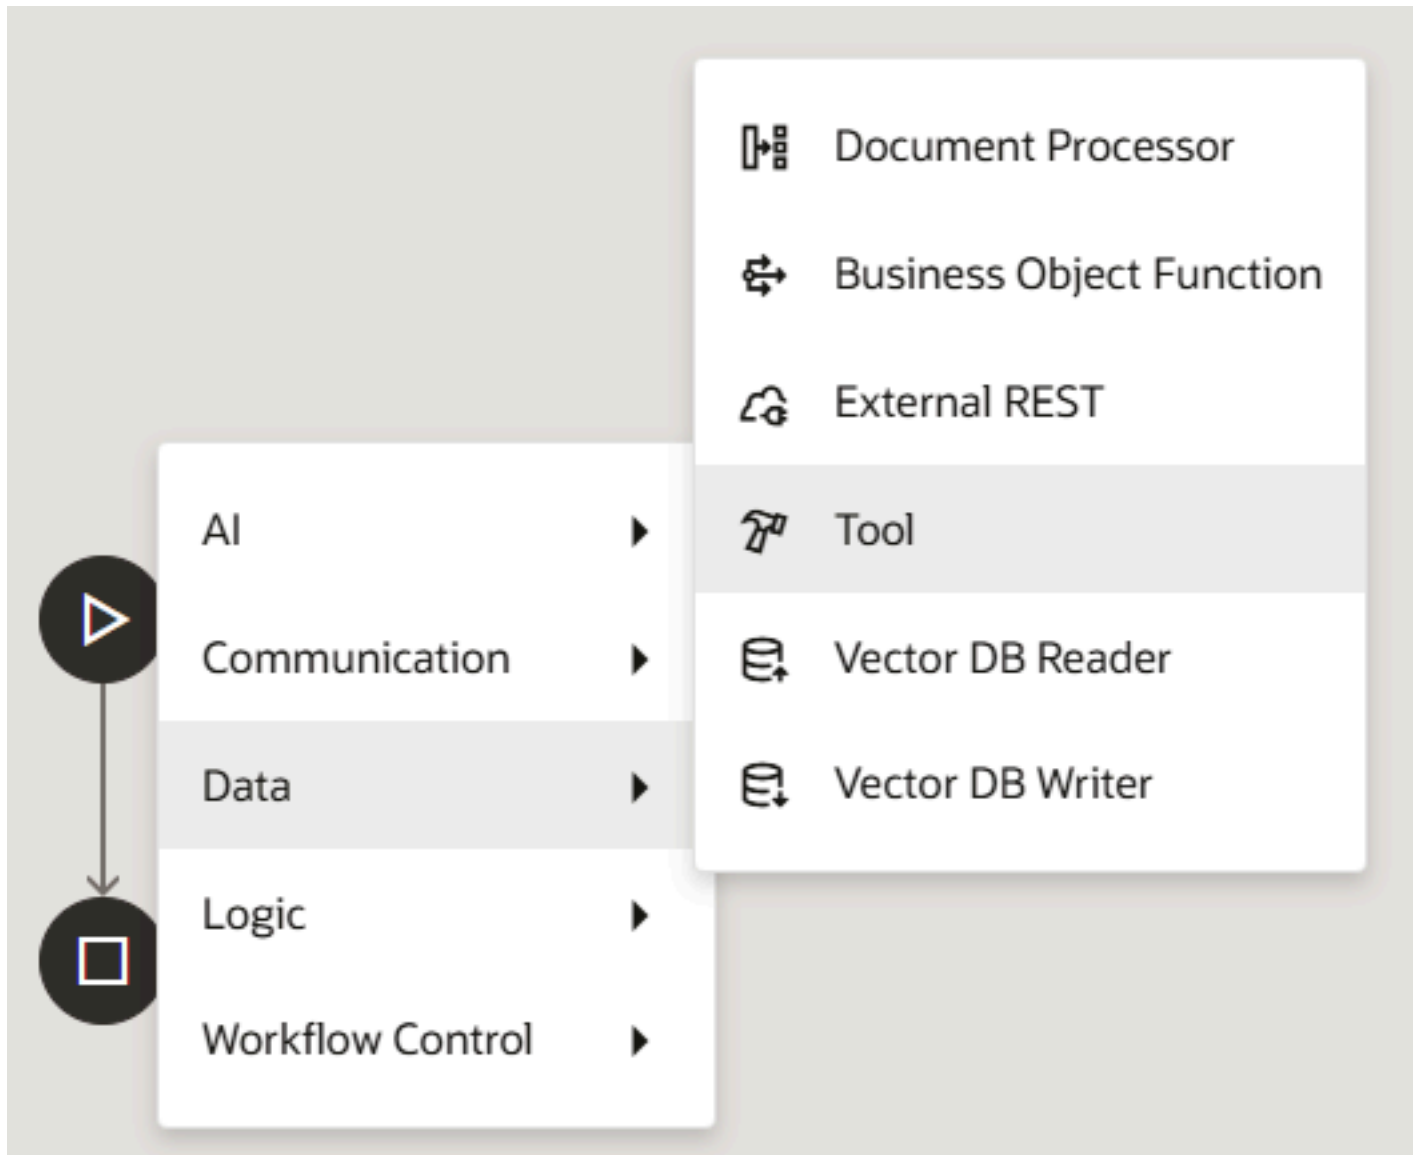 Document Processor
Business Object Function
External REST
Tool
Vector DB Reader
Vector DB Writer
AI
Communication
Data
Logic
Workflow Control